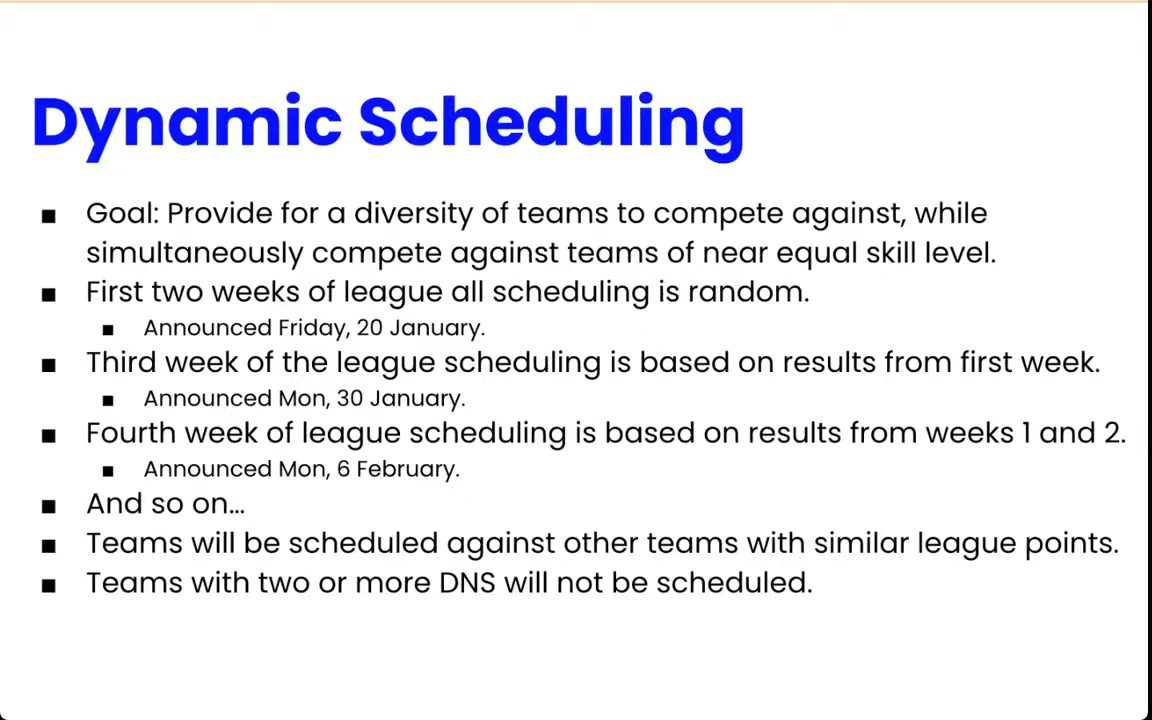 Dynamic Scheduling
▪ Goal: Provide for a diversity of teams to compete against, while
simultaneously compete against teams of near equal skill level.
▪ First two weeks of league all scheduling is random.
▪ Announced Friday, 20 January.
▪ Third week of the league scheduling is based on results from first week.
▪ Announced Mon, 30 January.
▪ Fourth week of league scheduling is based on results from weeks 1 and 2.
▪ Announced Mon, 6 February.
▪ And so on…
▪ Teams will be scheduled against other teams with similar league points.
▪ Teams with two or more DNS will not be scheduled.